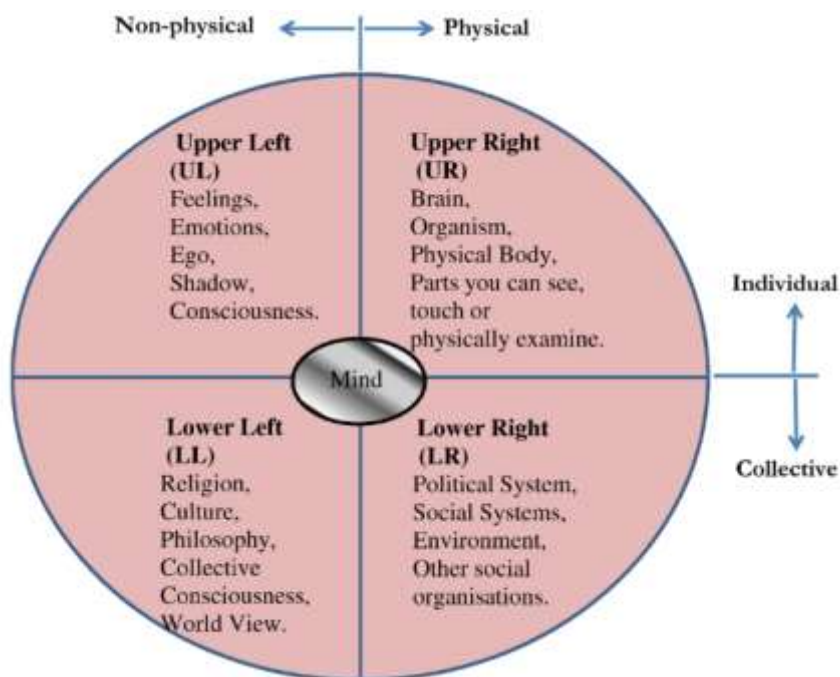 Non-physical
Physical
Upper Left
(UL)
Feelings,
Emotions,
Ego,
Shadow,
Consciousness.
Upper Right
(UR)
Brain,
Organism,
Physical Body,
Parts you can see,
touch or
physically examine.
Individual
Mind
Collective
Lower Left
(LL)
Religion,
Culture,
Philosophy,
Collective
Consciousness,
World View.
Lower Right
(LR)
Political System,
Social Systems,
Environment,
Other social
organisations.